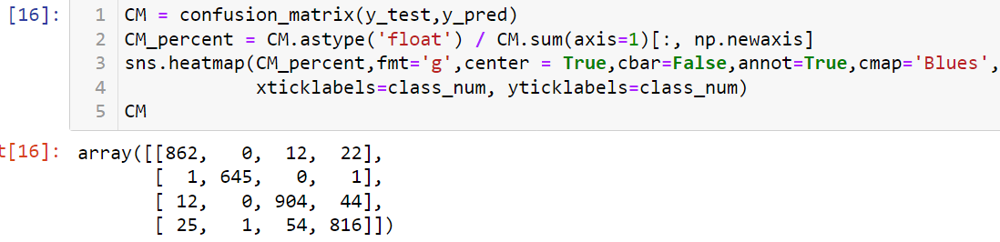 [16]:
1 CM = confusion_matrix(y_test,y_pred)
2 CM_percent = CM.astype('float') / CM.sum(axis=1)[:, np.newaxis]
3 sns.heatmap(CM_percent,fmt='g',center = True,cbar=False,annot=True,cmap='Blues',
4             xticklabels=class_num, yticklabels=class_num)
5 CM
t[16]: array([[862,   0,  12,  22],
       [  1, 645,   0,   1],
       [ 12,   0, 904,  44],
       [ 25,   1,  54, 816]])